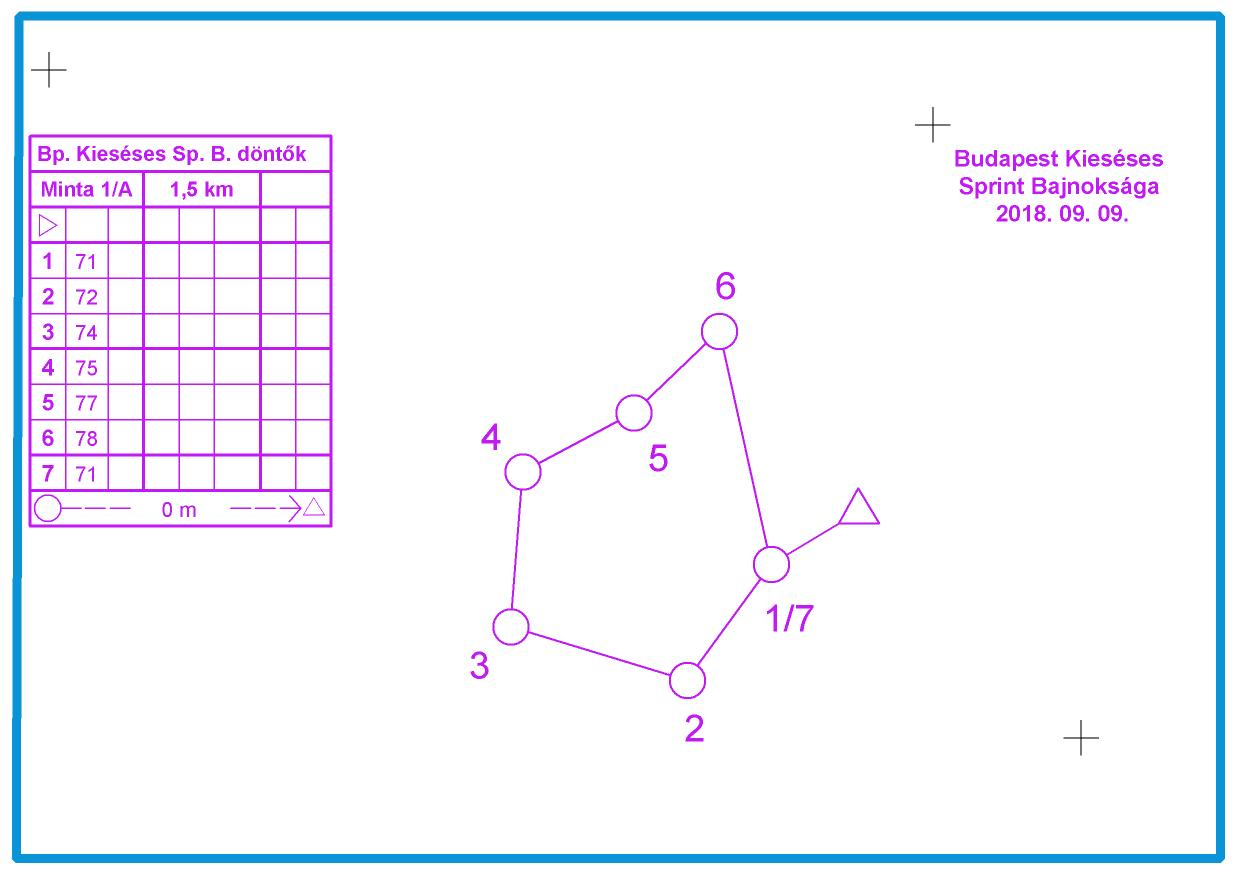 Bp. Kieséses Sp. B. döntők
Minta 1/A 1,5 km
1 71
2 72
3 74
4 75
5 77
6 78
7 71
0 m
Budapest Kieséses
Sprint Bajnoksága
2018. 09. 09.
6
5
4
1/7
3
2